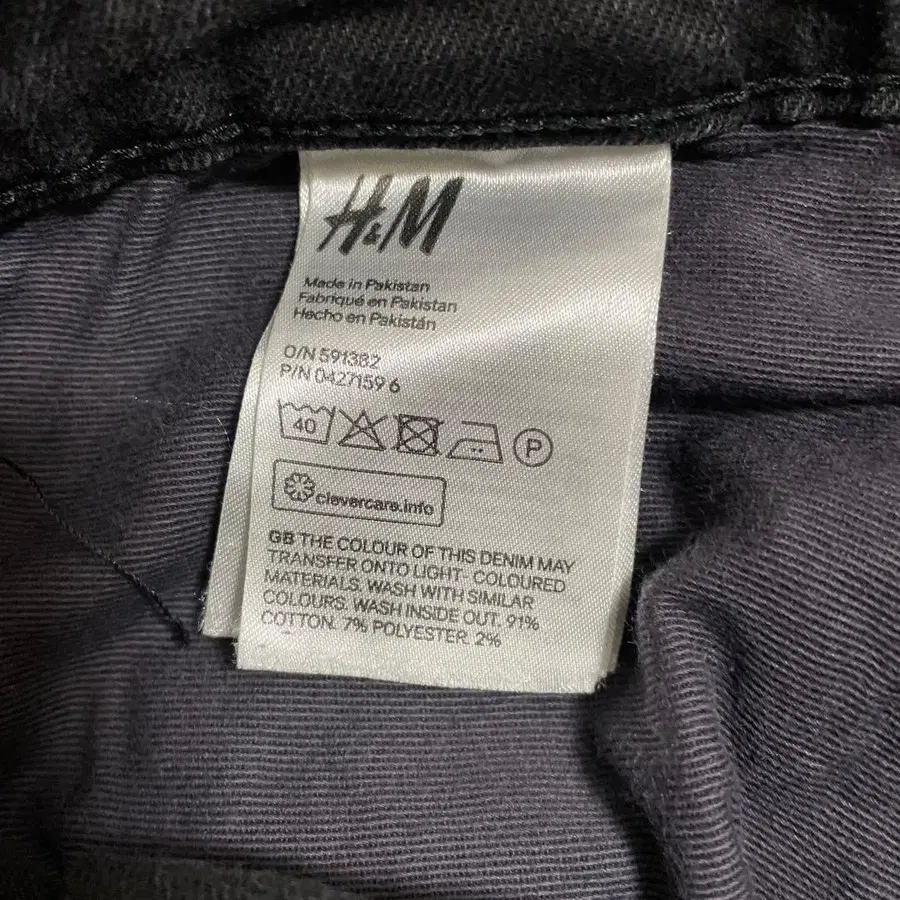 H&M
Made in Pakistan
Fabriqué en Pakistan
Hecho en Pakistán
O/N 591382
P/N 0427159 6
40
P
clevercare.info
GB THE COLOUR OF THIS DENIM MAY
TRANSFER ONTO LIGHT- COLOURED
MATERIALS. WASH WITH SIMILAR
COLOURS. WASH INSIDE OUT. 91%
COTTON. 7% POLYESTER. 2%